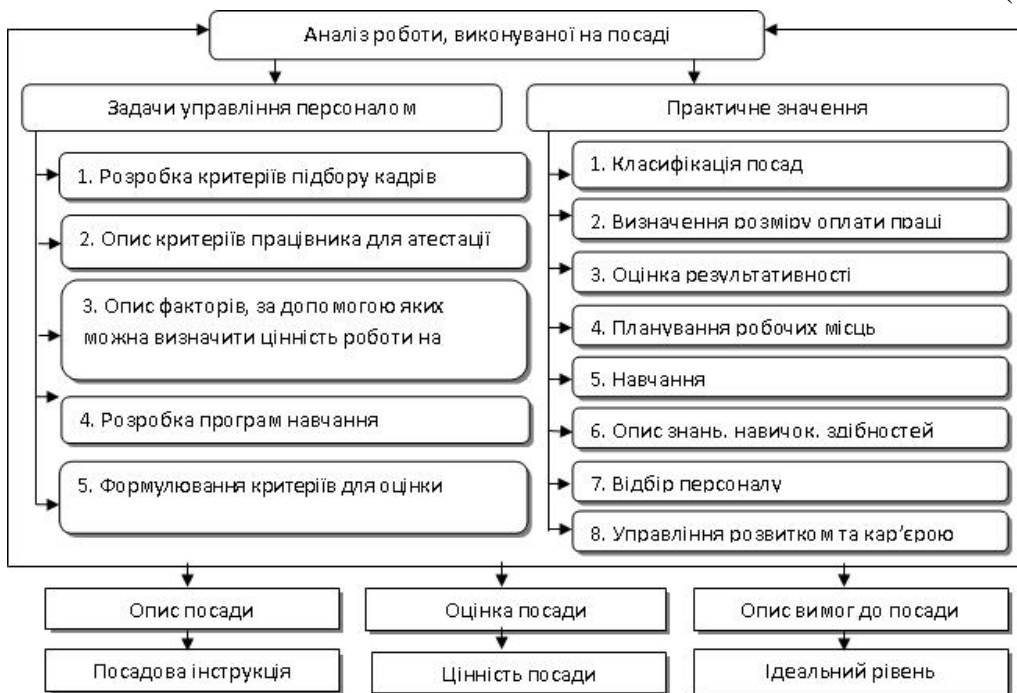 (
Аналіз роботи, виконуваної на посаді
Задачи управління персоналом
1. Розробка критеріїв підбору кадрів
2. Опис критеріїв працівника для атестації
3. Опис факторів, за допомогою яких
можна визначити цінність роботи на
4. Розробка програм навчання
5. Формулювання критеріїв для оцінки
Практичне значення
1. Класифікація посад
2. Визначення розміру оплати праці
3. Оцінка результативності
4. Планування робочих місць
5. Навчання
6. Опис знань, навичок, здібностей
7. Відбір персоналу
8. Управління розвитком та кар’єрою
Опис посади
Оцінка посади
Опис вимог до посади
Посадова інструкція
Цінність посади
Ідеальний рівень